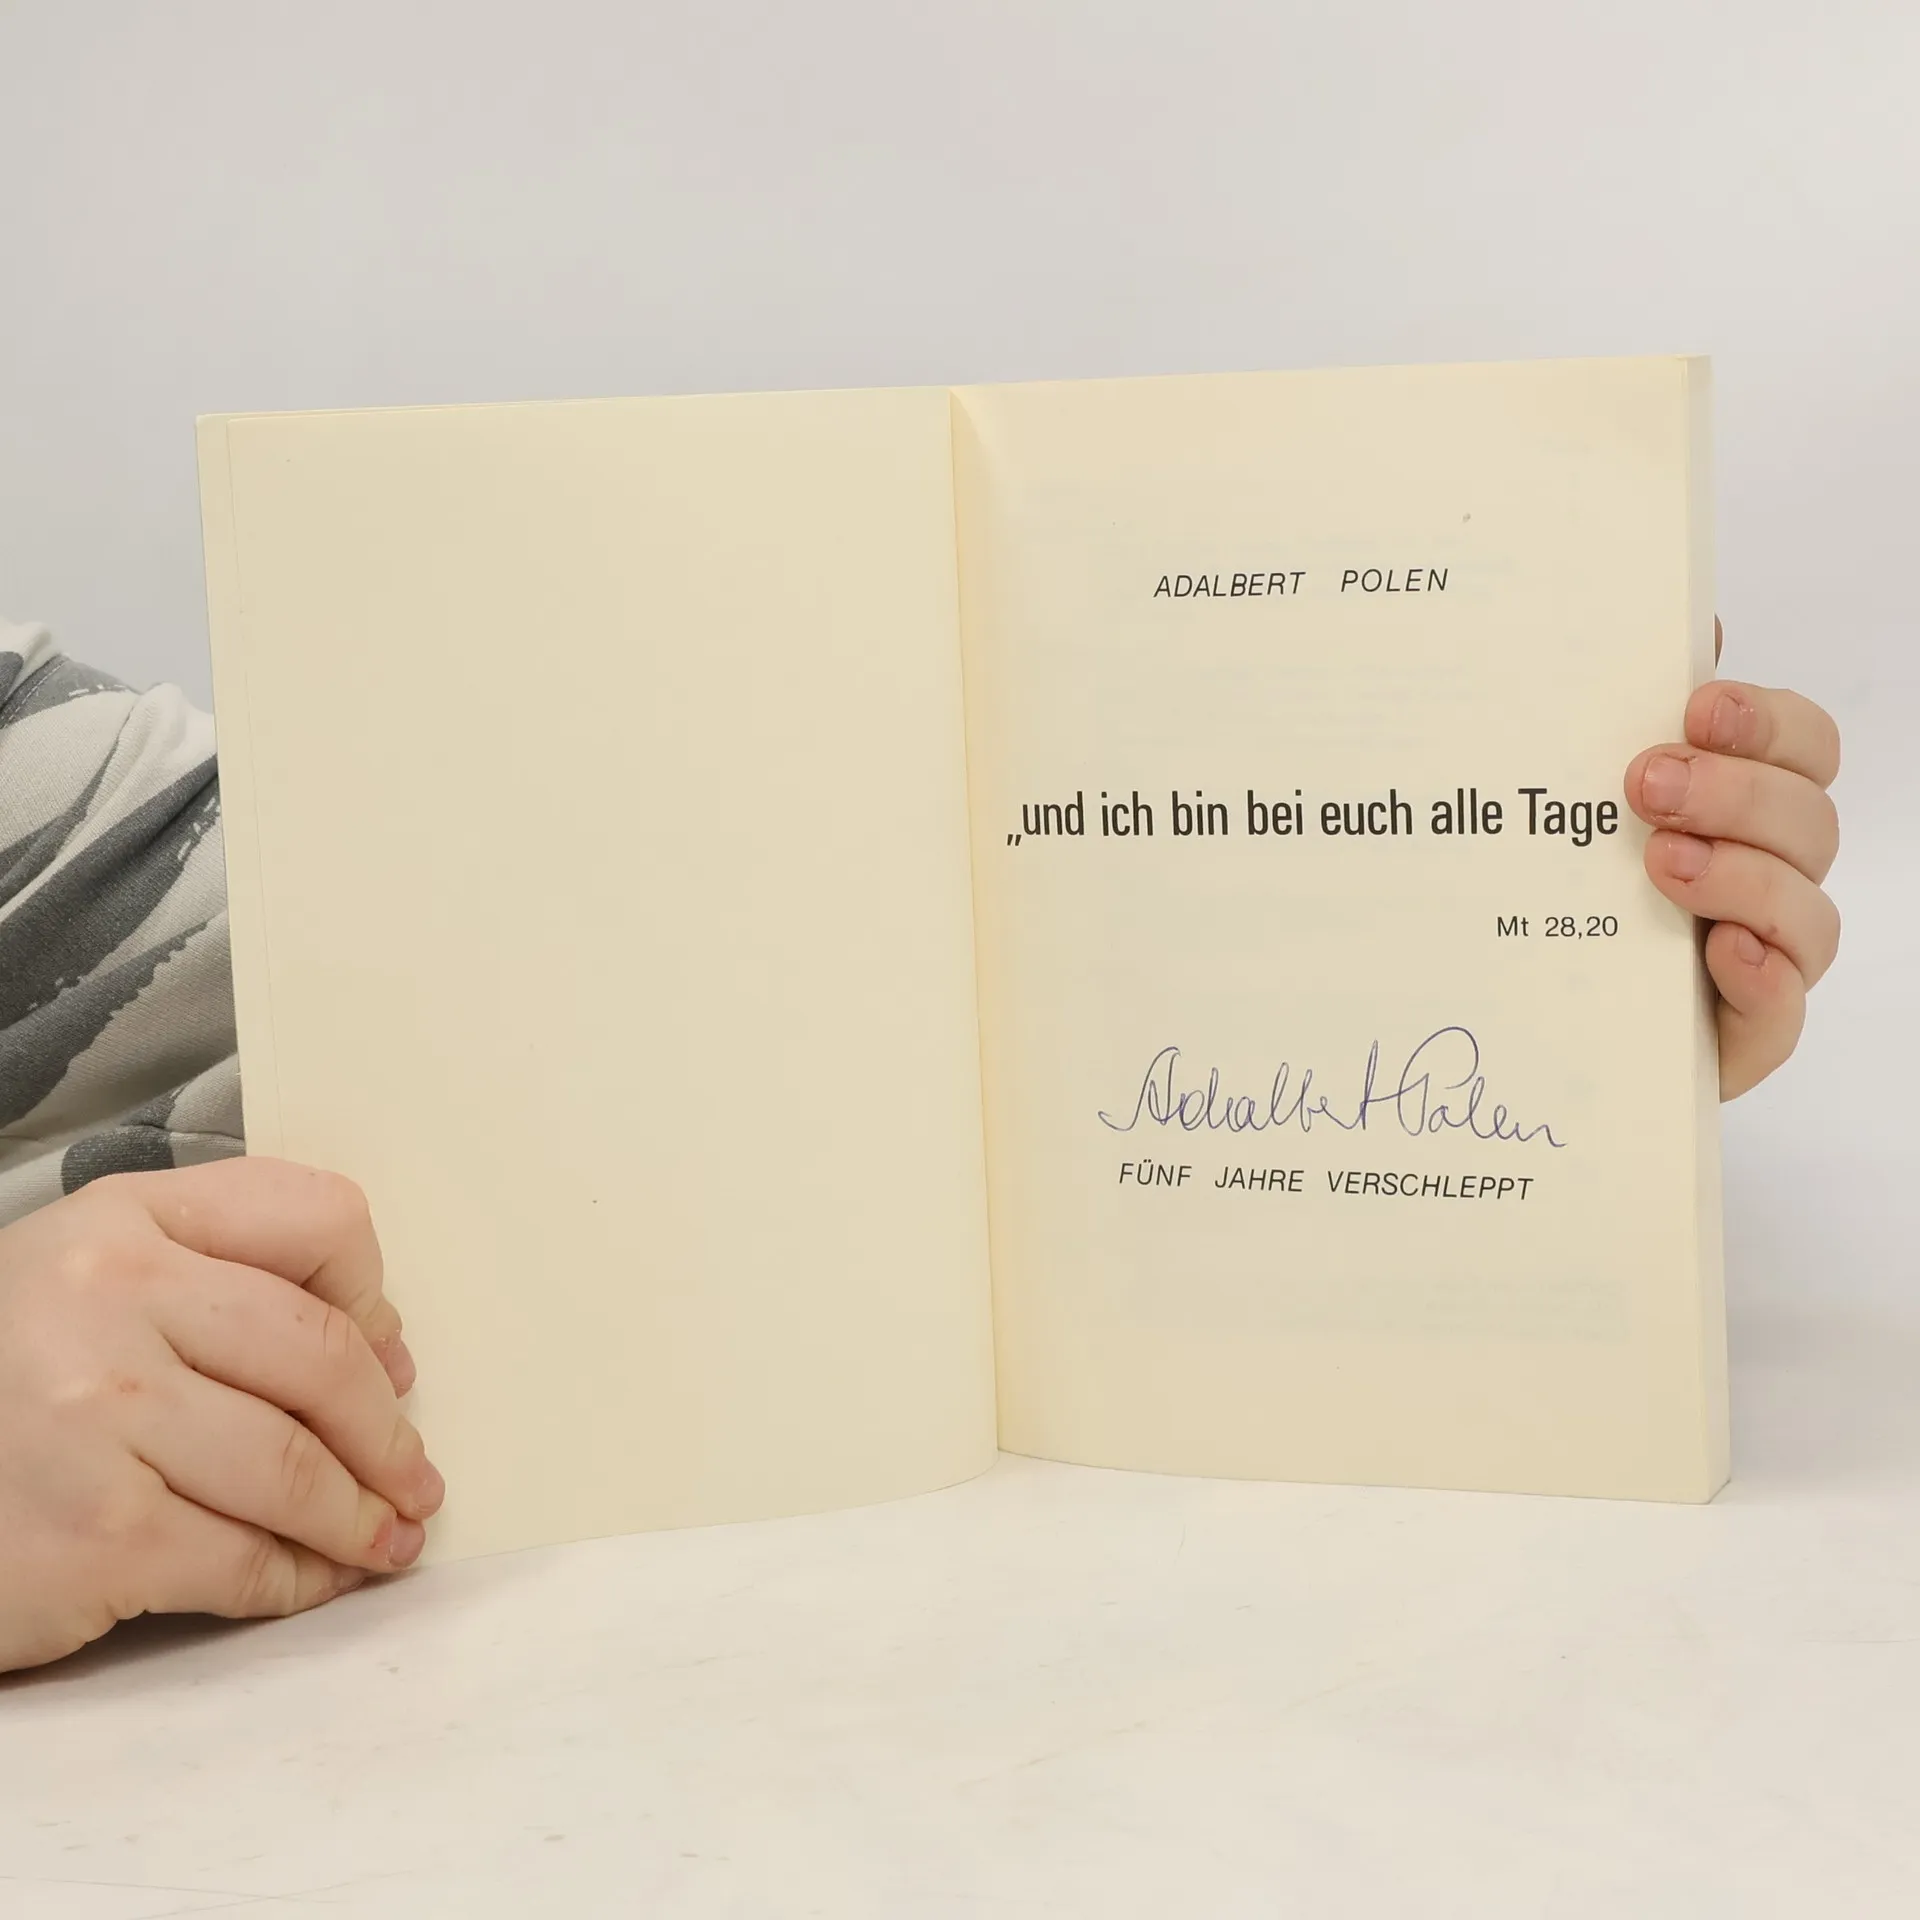 ADALBERT POLEN
„und ich bin bei euch alle Tage
Mt 28,20
Adalbert Polen
FÜNF JAHRE VERSCHLEPPT